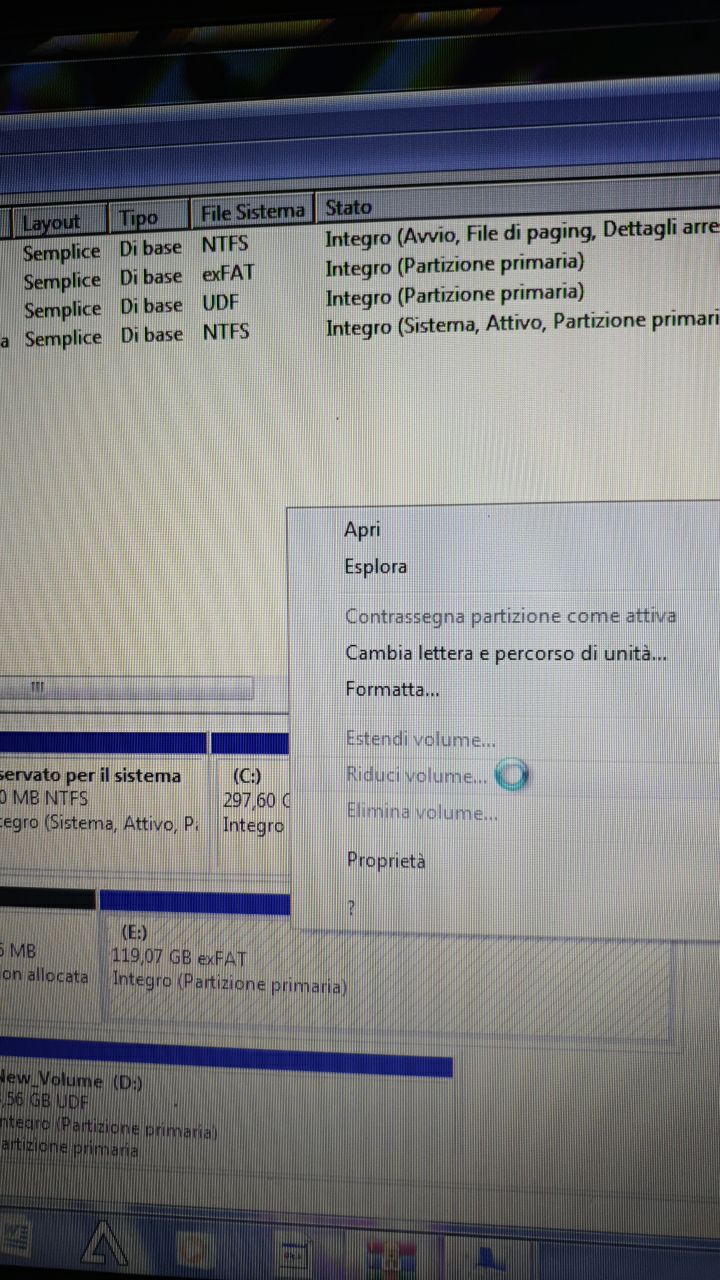 Layout Tipo File Sistema Stato
Semplice Di base NTFS Integro (Avvio, File di paging, Dettagli arre
Semplice Di base exFAT Integro (Partizione primaria)
Semplice Di base UDF Integro (Partizione primaria)
a Semplice Di base NTFS Integro (Sistema, Attivo, Partizione primari
Apri
Esplora
Contrassegna partizione come attiva
Cambia lettera e percorso di unità...
Formatta...
Estendi volume...
Riduci volume...
Elimina volume...
Proprietà
?
servato per il sistema
0 MB NTFS
tegro (Sistema, Attivo, P
(C:)
297,60 G
Integro
6 MB
on allocata
(E:)
119,07 GB exFAT
Integro (Partizione primaria)
New_Volume (D:)
,56 GB UDF
ntegro (Partizione primaria)
artizione primaria